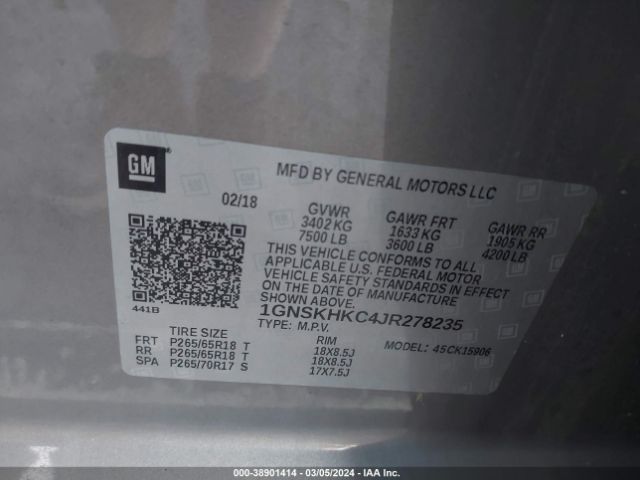 GM
MFD BY GENERAL MOTORS LLC
02/18
GVWR GAWR FRT GAWR RR
3402 KG 1633 KG 1905 KG
7500 LB 3600 LB 4200 LB
THIS VEHICLE CONFORMS TO ALL
APPLICABLE U.S. FEDERAL MOTOR
VEHICLE SAFETY STANDARDS IN EFFECT
ON THE DATE OF MANUFACTURE
SHOWN ABOVE.
441B
1GNSKHKC4JR278235
TYPE: M.P.V. MODEL: 4SCK15906
TIRE SIZE RIM
FRT P265/65R18 T 18X8.5J
RR P265/65R18 T 18X8.5J
SPA P265/70R17 S 17X7.5J
000-38901414 | 03/05/2024 | IAA Inc.